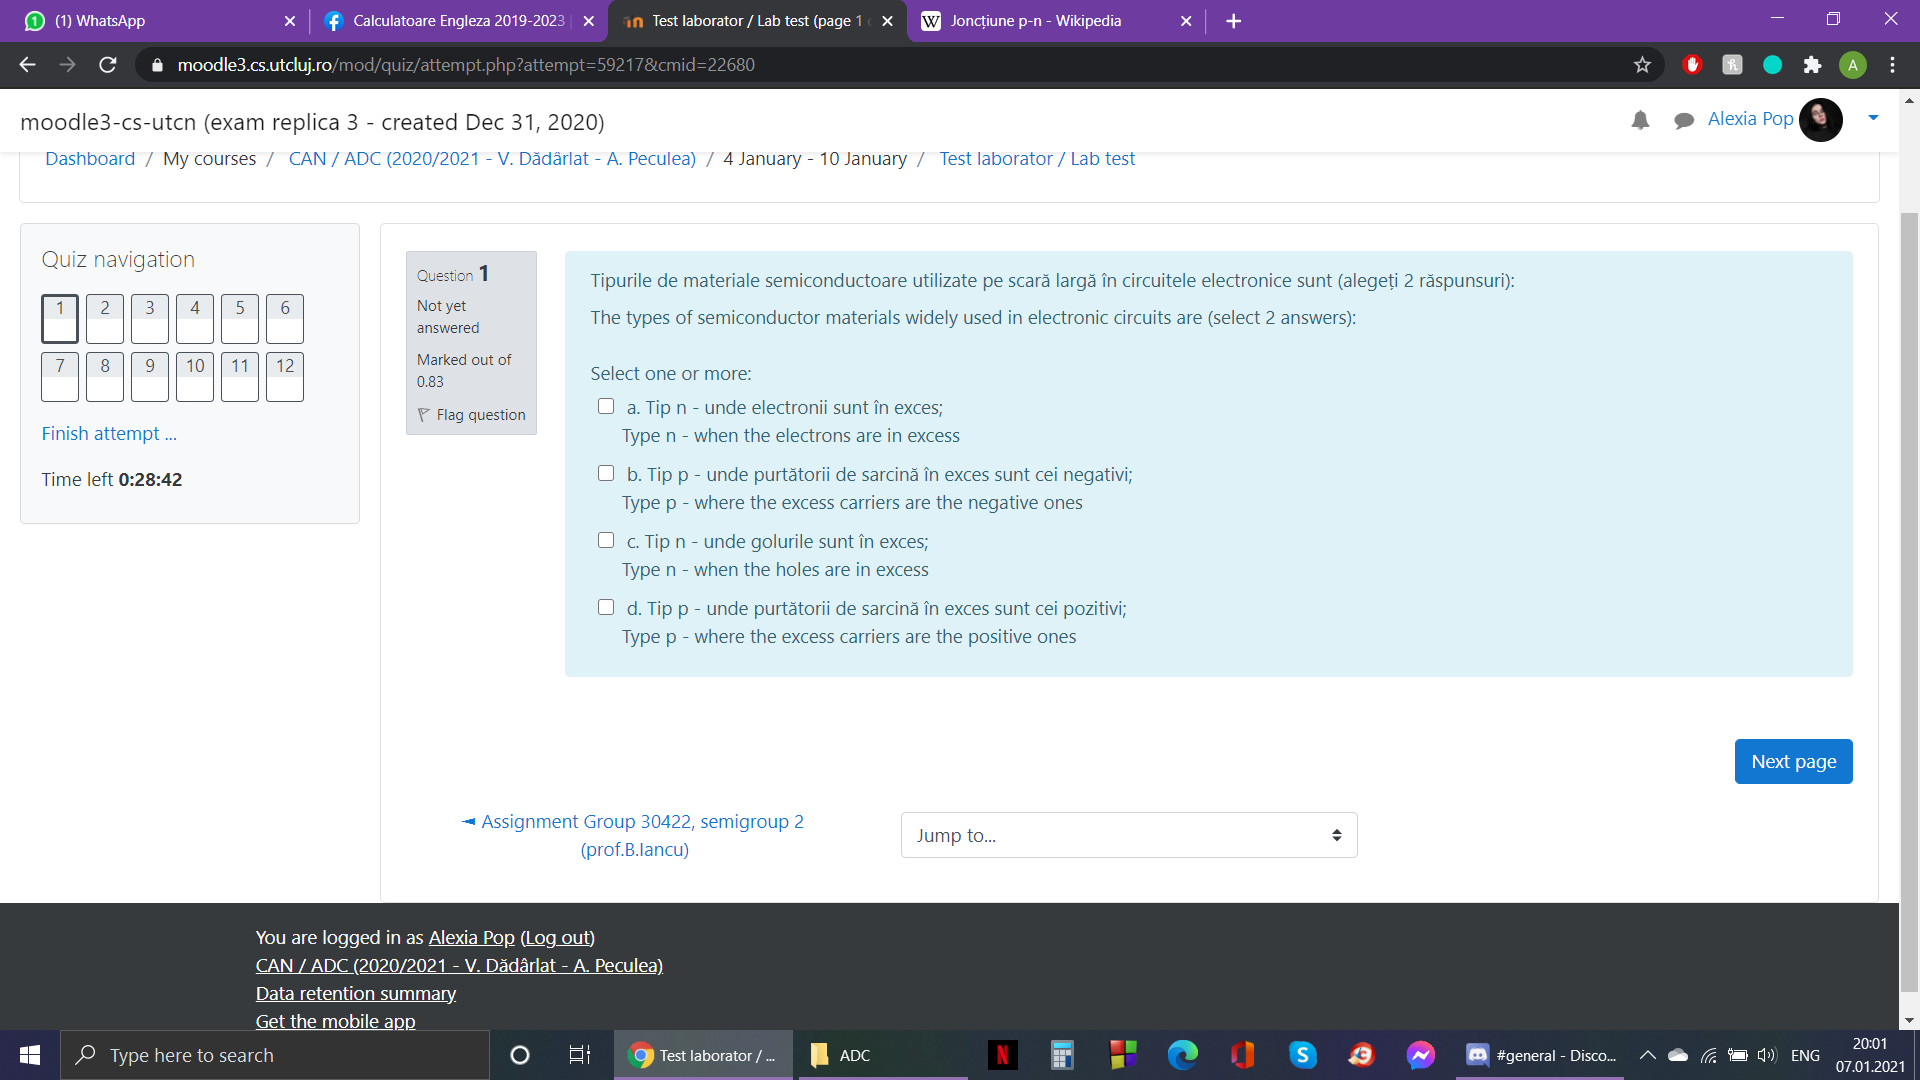 (1) WhatsApp
Calculatoare Engleza 2019-2023
Test laborator / Lab test (page 1
Joncțiune p-n - Wikipedia
moodle3.cs.utcluj.ro/mod/quiz/attempt.php?attempt=59217&cmid=22680
A
moodle3-cs-utcn (exam replica 3 - created Dec 31, 2020)
Alexia Pop
Dashboard / My courses / CAN / ADC (2020/2021 - V. Dădârlat - A. Peculea) / 4 January - 10 January / Test laborator / Lab test
Quiz navigation
1 2 3 4 5 6
7 8 9 10 11 12
Finish attempt ...
Time left 0:28:42
Question 1
Not yet
answered
Marked out of
0.83
Flag question
Tipurile de materiale semiconductoare utilizate pe scară largă în circuitele electronice sunt (alegeți 2 răspunsuri):
The types of semiconductor materials widely used in electronic circuits are (select 2 answers):
Select one or more:
a. Tip n - unde electronii sunt în exces;
Type n - when the electrons are in excess
b. Tip p - unde purtătorii de sarcină în exces sunt cei negativi;
Type p - where the excess carriers are the negative ones
c. Tip n - unde golurile sunt în exces;
Type n - when the holes are in excess
d. Tip p - unde purtătorii de sarcină în exces sunt cei pozitivi;
Type p - where the excess carriers are the positive ones
Next page
◄ Assignment Group 30422, semigroup 2
(prof.B.Iancu)
Jump to...
You are logged in as Alexia Pop (Log out)
CAN / ADC (2020/2021 - V. Dădârlat - A. Peculea)
Data retention summary
Get the mobile app
Type here to search
Test laborator / ...
ADC
#general - Disco...
ENG
20:01
07.01.2021